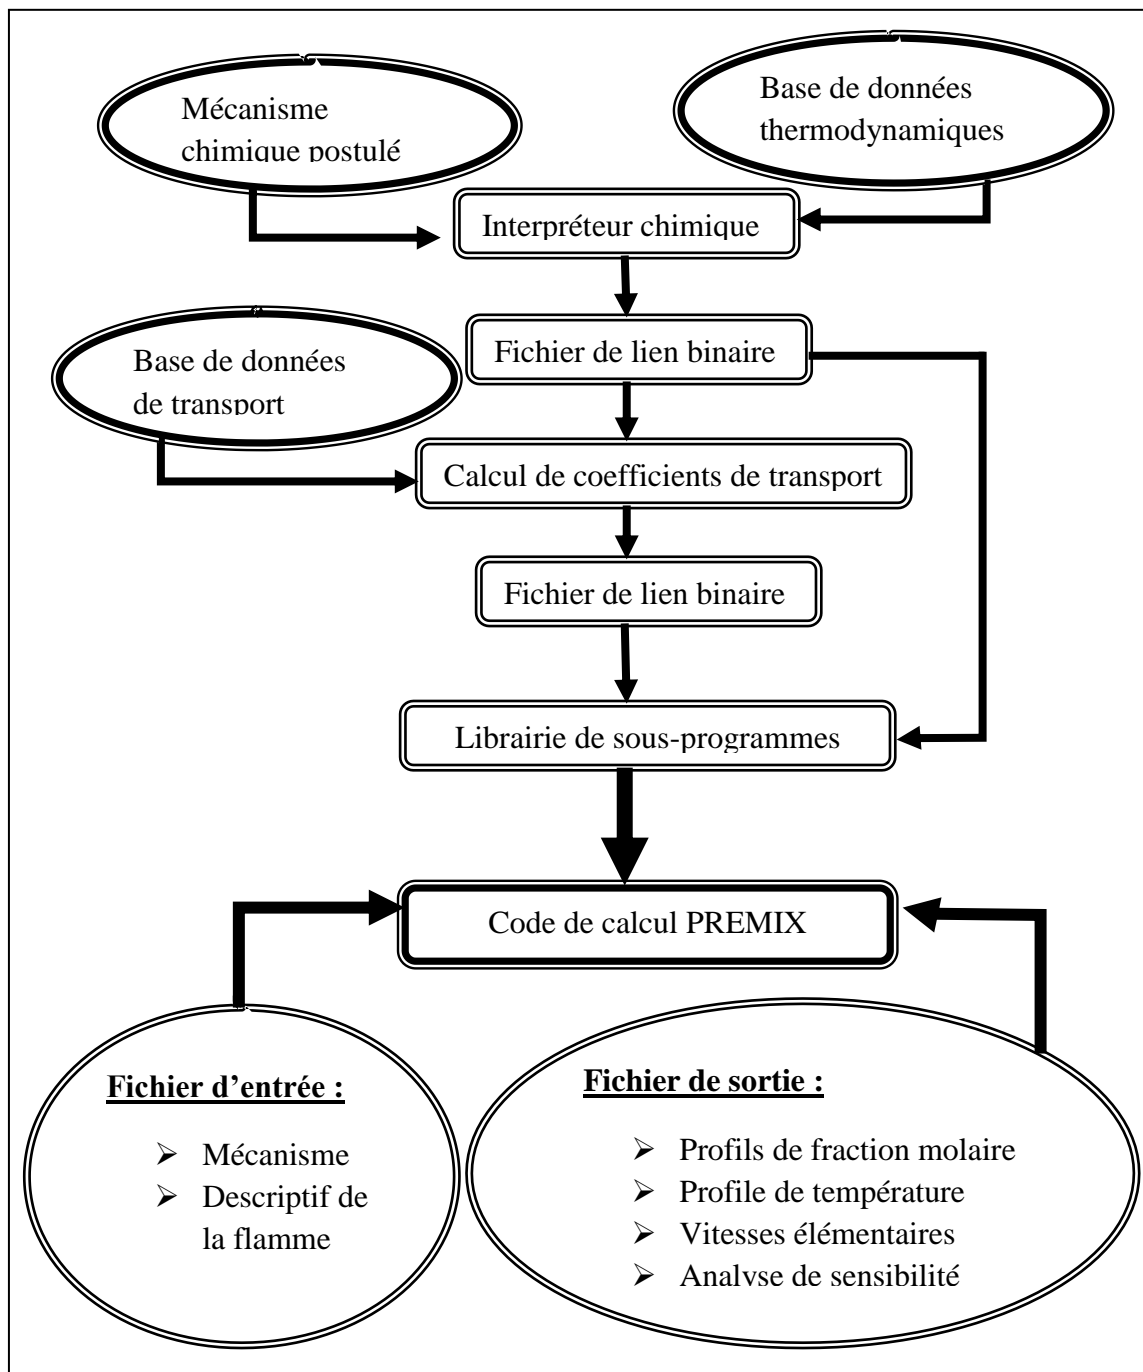 Mécanisme
chimique postulé
Base de données
thermodynamiques
Interpréteur chimique
Fichier de lien binaire
Base de données
de transport
Calcul de coefficients de transport
Fichier de lien binaire
Librairie de sous-programmes
Code de calcul PREMIX
Fichier d’entrée :
➢ Mécanisme
➢ Descriptif de
la flamme
Fichier de sortie :
➢ Profils de fraction molaire
➢ Profile de température
➢ Vitesses élémentaires
➢ Analyse de sensibilité